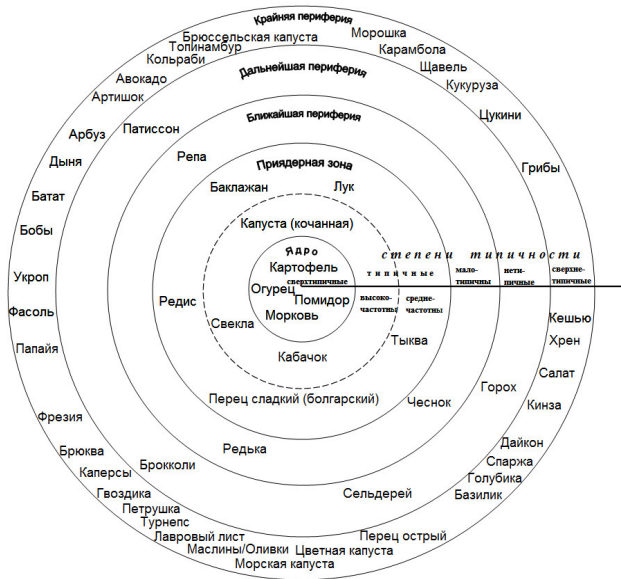 Крайняя периферия
Брюссельская капуста
Морошка
Топинамбур
Карамбола
Кольраби
Дальнейшая периферия
Щавель
Авокадо
Кукуруза
Артишок
Ближайшая периферия
Цукини
Арбуз
Патиссон
Репа
Приядерная зона
Грибы
Дыня
Баклажан
Лук
Батат
Капуста (кочанная)
Бобы
Ядро
степени типичности
Картофель
типичные
мало-
типичны
нети-
пичные
сверхне-
типичные
Укроп
сверхтипичные
Огурец
Редис
Помидор
высоко-
частотны
средне-
частотны
Фасоль
Морковь
Кешью
Свекла
Тыква
Хрен
Папайя
Кабачок
Салат
Горох
Перец сладкий (болгарский)
Чеснок
Кинза
Фрезия
Дайкон
Брюква
Редька
Спаржа
Каперсы
Брокколи
Голубика
Гвоздика
Сельдерей
Базилик
Петрушка
Турнепс
Лавровый лист
Перец острый
Маслины/Оливки
Цветная капуста
Морская капуста